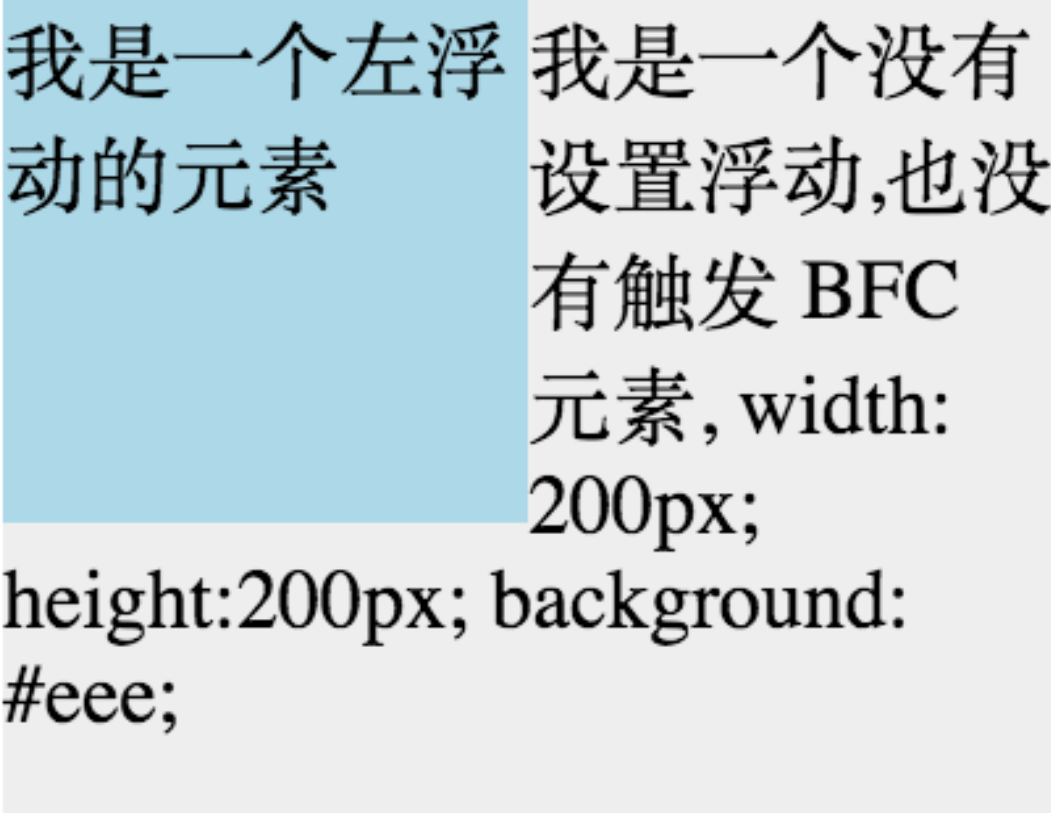 我是一个左浮
动的元素
我是一个没有
设置浮动,也没
有触发 BFC
元素, width:
200px;
height:200px; background:
#eee;